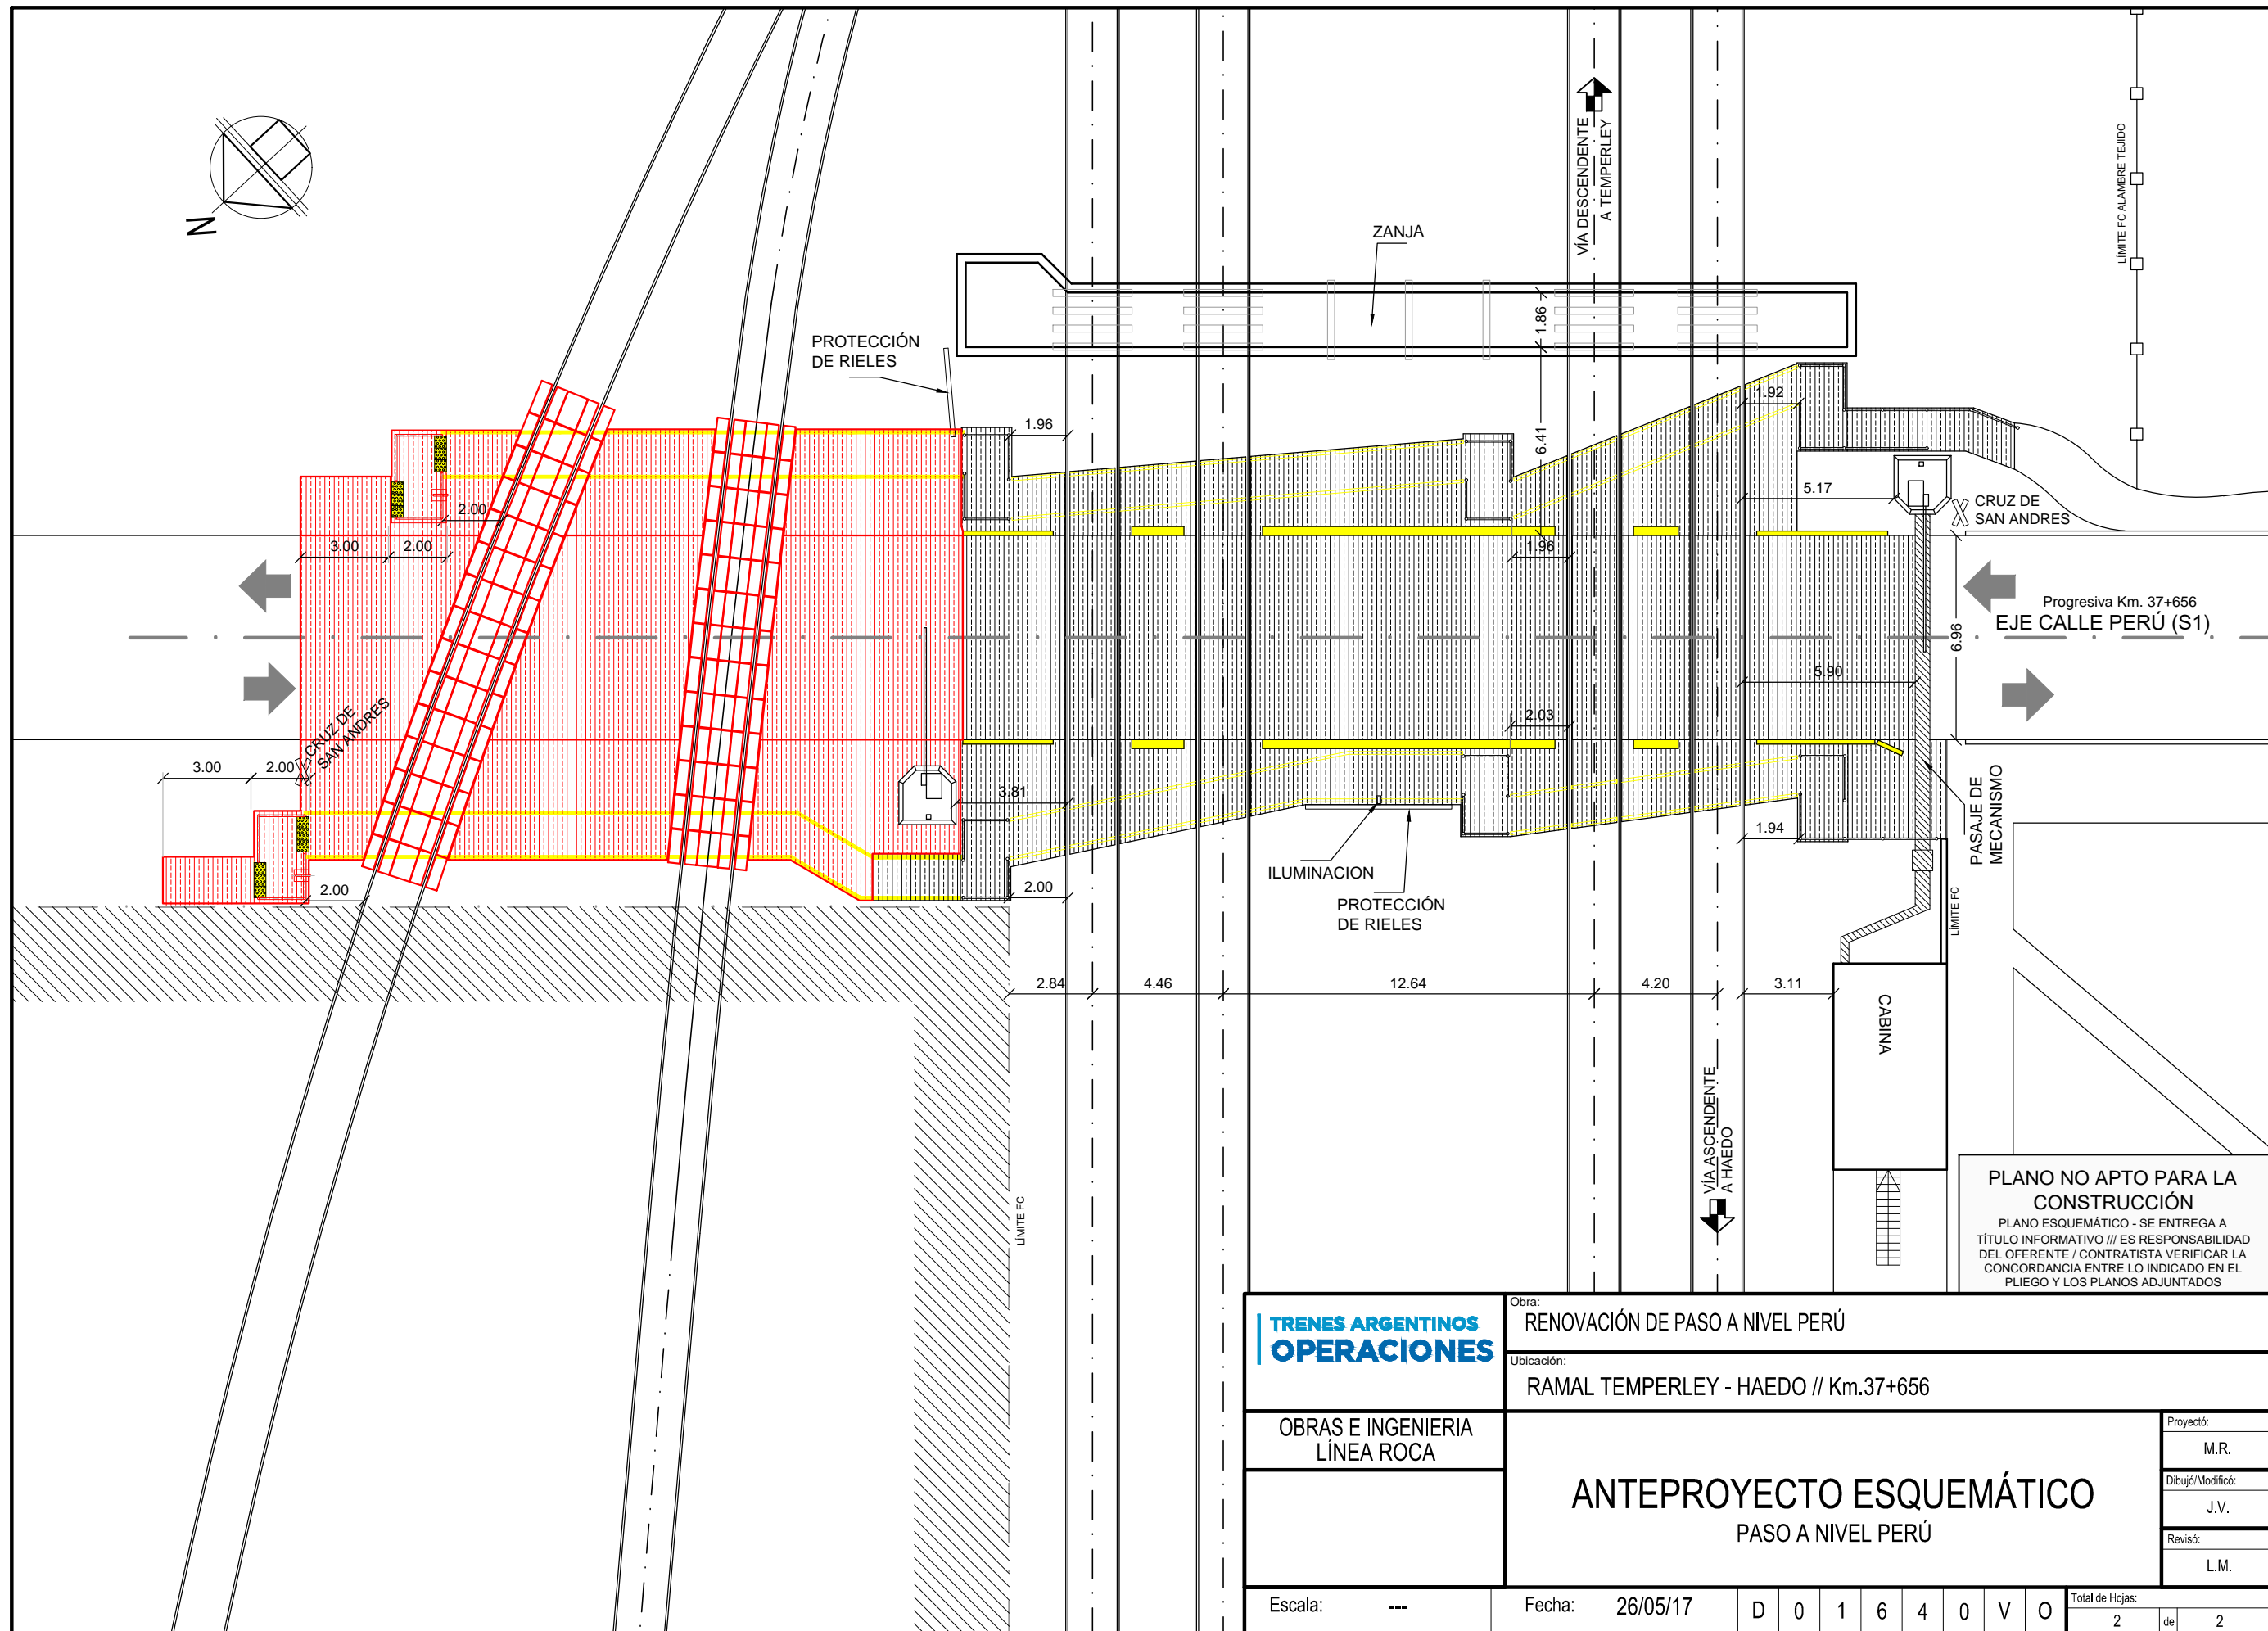 N
VÍA DESCENDENTE
A TEMPERLEY
LÍMITE FC ALAMBRE TEJIDO
ZANJA
1.86
PROTECCIÓN
DE RIELES
1.96
6.41
1.92
2.00
5.17
CRUZ DE
SAN ANDRES
3.00
2.00
1.96
Progresiva Km. 37+656
EJE CALLE PERÚ (S1)
6.96
5.90
2.03
CRUZ DE
SAN ANDRES
3.00
2.00
3.81
PASAJE DE
MECANISMO
1.94
ILUMINACION
2.00
2.00
PROTECCIÓN
DE RIELES
LÍMITE FC
2.84
4.46
12.64
4.20
3.11
CABINA
VÍA ASCENDENTE
A HAEDO
LÍMITE FC
PLANO NO APTO PARA LA
CONSTRUCCIÓN
PLANO ESQUEMÁTICO - SE ENTREGA A
TÍTULO INFORMATIVO /// ES RESPONSABILIDAD
DEL OFERENTE / CONTRATISTA VERIFICAR LA
CONCORDANCIA ENTRE LO INDICADO EN EL
PLIEGO Y LOS PLANOS ADJUNTADOS
TRENES ARGENTINOS
OPERACIONES
Obra:
RENOVACIÓN DE PASO A NIVEL PERÚ
Ubicación:
RAMAL TEMPERLEY - HAEDO // Km.37+656
OBRAS E INGENIERIA
LÍNEA ROCA
ANTEPROYECTO ESQUEMÁTICO
PASO A NIVEL PERÚ
Proyectó:
M.R.
Dibujó/Modificó:
J.V.
Revisó:
L.M.
Escala: ---
Fecha: 26/05/17
D 0 1 6 4 0 V O
Total de Hojas:
2 de 2